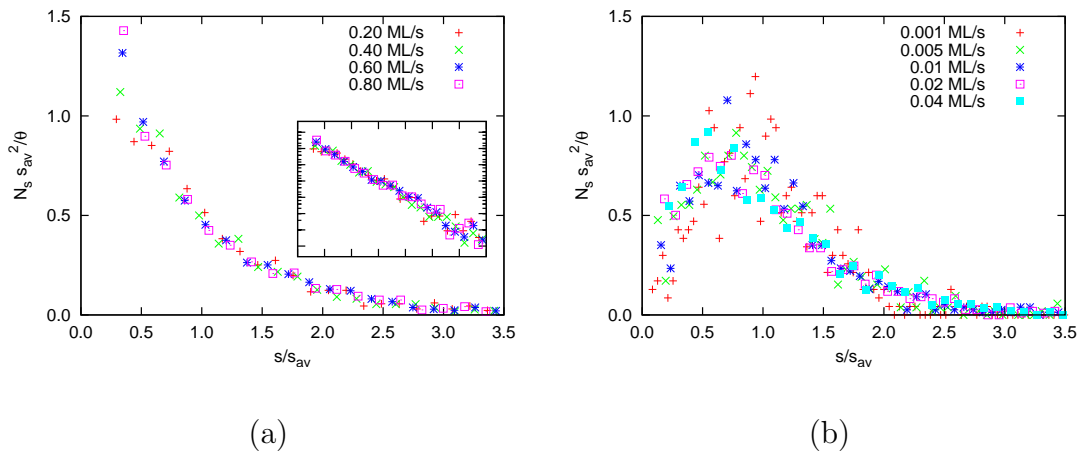 1.5
1.0
0.5
0.0
0.0 0.5 1.0 1.5 2.0 2.5 3.0 3.5
N_s s_av^2/θ
s/s_av
0.20 ML/s
0.40 ML/s
0.60 ML/s
0.80 ML/s
(a)
1.5
1.0
0.5
0.0
0.0 0.5 1.0 1.5 2.0 2.5 3.0 3.5
N_s s_av^2/θ
s/s_av
0.001 ML/s
0.005 ML/s
0.01 ML/s
0.02 ML/s
0.04 ML/s
(b)